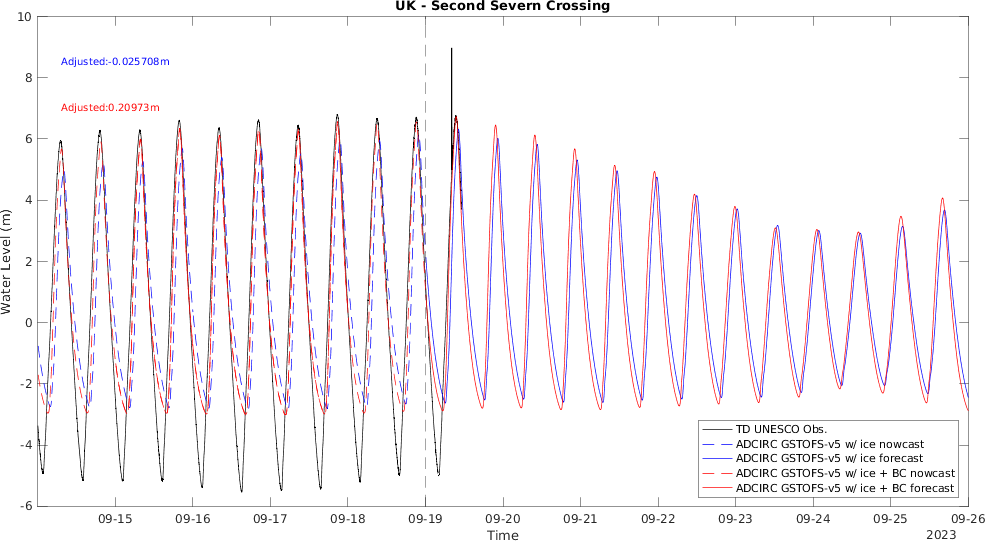 UK - Second Severn Crossing
10
8
6
4
2
0
-2
-4
-6
Water Level (m)
Adjusted:-0.025708m
Adjusted:0.20973m
TD UNESCO Obs.
ADCIRC GSTOFS-v5 w/ ice nowcast
ADCIRC GSTOFS-v5 w/ ice forecast
ADCIRC GSTOFS-v5 w/ ice + BC nowcast
ADCIRC GSTOFS-v5 w/ ice + BC forecast
09-15 09-16 09-17 09-18 09-19 09-20 09-21 09-22 09-23 09-24 09-25 09-26
Time
2023